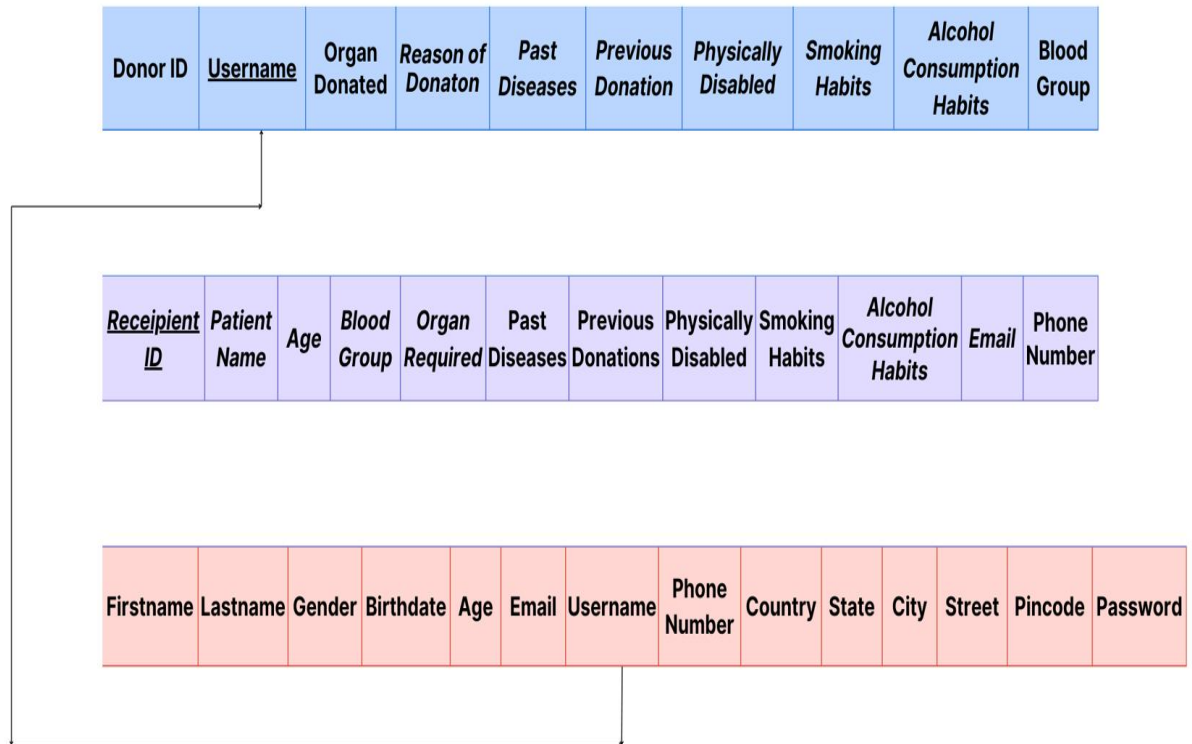 Donor ID
Username
Organ
Donated
Reason of
Donaton
Past
Diseases
Previous
Donation
Physically
Disabled
Smoking
Habits
Alcohol
Consumption
Habits
Blood
Group
Receipient
ID
Patient
Name
Age
Blood
Group
Organ
Required
Past
Diseases
Previous
Donations
Physically
Disabled
Smoking
Habits
Alcohol
Consumption
Habits
Email
Phone
Number
Firstname
Lastname
Gender
Birthdate
Age
Email
Username
Phone
Number
Country
State
City
Street
Pincode
Password